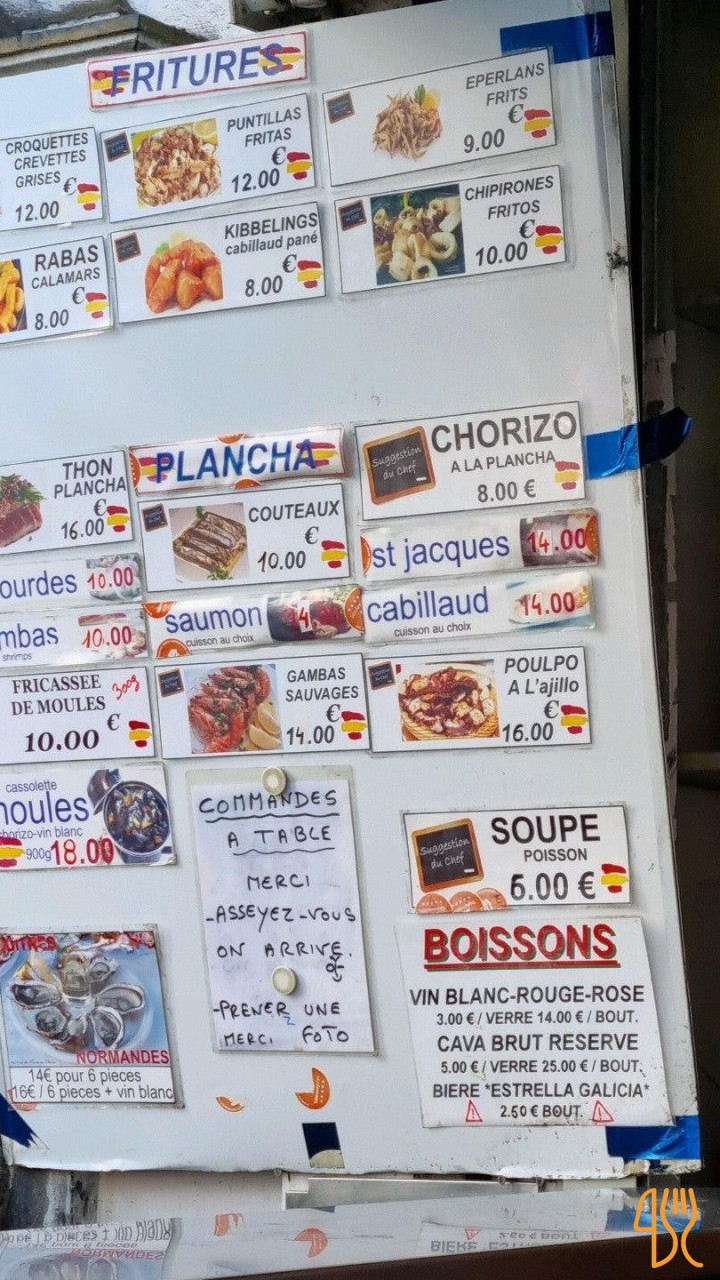 FRITURES
CROQUETTES
CREVETTES
GRISES
€
12.00
PUNTILLAS
FRITAS
€
12.00
EPERLANS
FRITS
€
9.00
RABAS
CALAMARS
€
8.00
KIBBELINGS
cabillaud pané
€
8.00
CHIPIRONES
FRITOS
€
10.00
THON
PLANCHA
€
16.00
PLANCHA
Suggestion
du Chef
CHORIZO
A LA PLANCHA
8.00 €
COUTEAUX
€
10.00
st jacques 14.00
ourdes 10.00
saumon
cuisson au choix
cabillaud 14.00
cuisson au choix
mbas 10.00
shrimps
FRICASSEE 300g
DE MOULES
€
10.00
GAMBAS
SAUVAGES
€
14.00
POULPO
A L'ajillo
€
16.00
cassolette
moules
chorizo-vin blanc
900g 18.00
COMMANDES
A TABLE
MERCI
-ASSEYEZ-VOUS
ON ARRIVE.
-PRENER UNE
MERCI FOTO
Suggestion
du Chef
SOUPE
POISSON
6.00 €
NORMANDES
14€ pour 6 pieces
16€ / 6 pieces + vin blanc
BOISSONS
VIN BLANC-ROUGE-ROSE
3.00 € / VERRE 14.00 € / BOUT.
CAVA BRUT RESERVE
5.00 € / VERRE 25.00 € / BOUT.
BIERE *ESTRELLA GALICIA*
2.50 € BOUT.